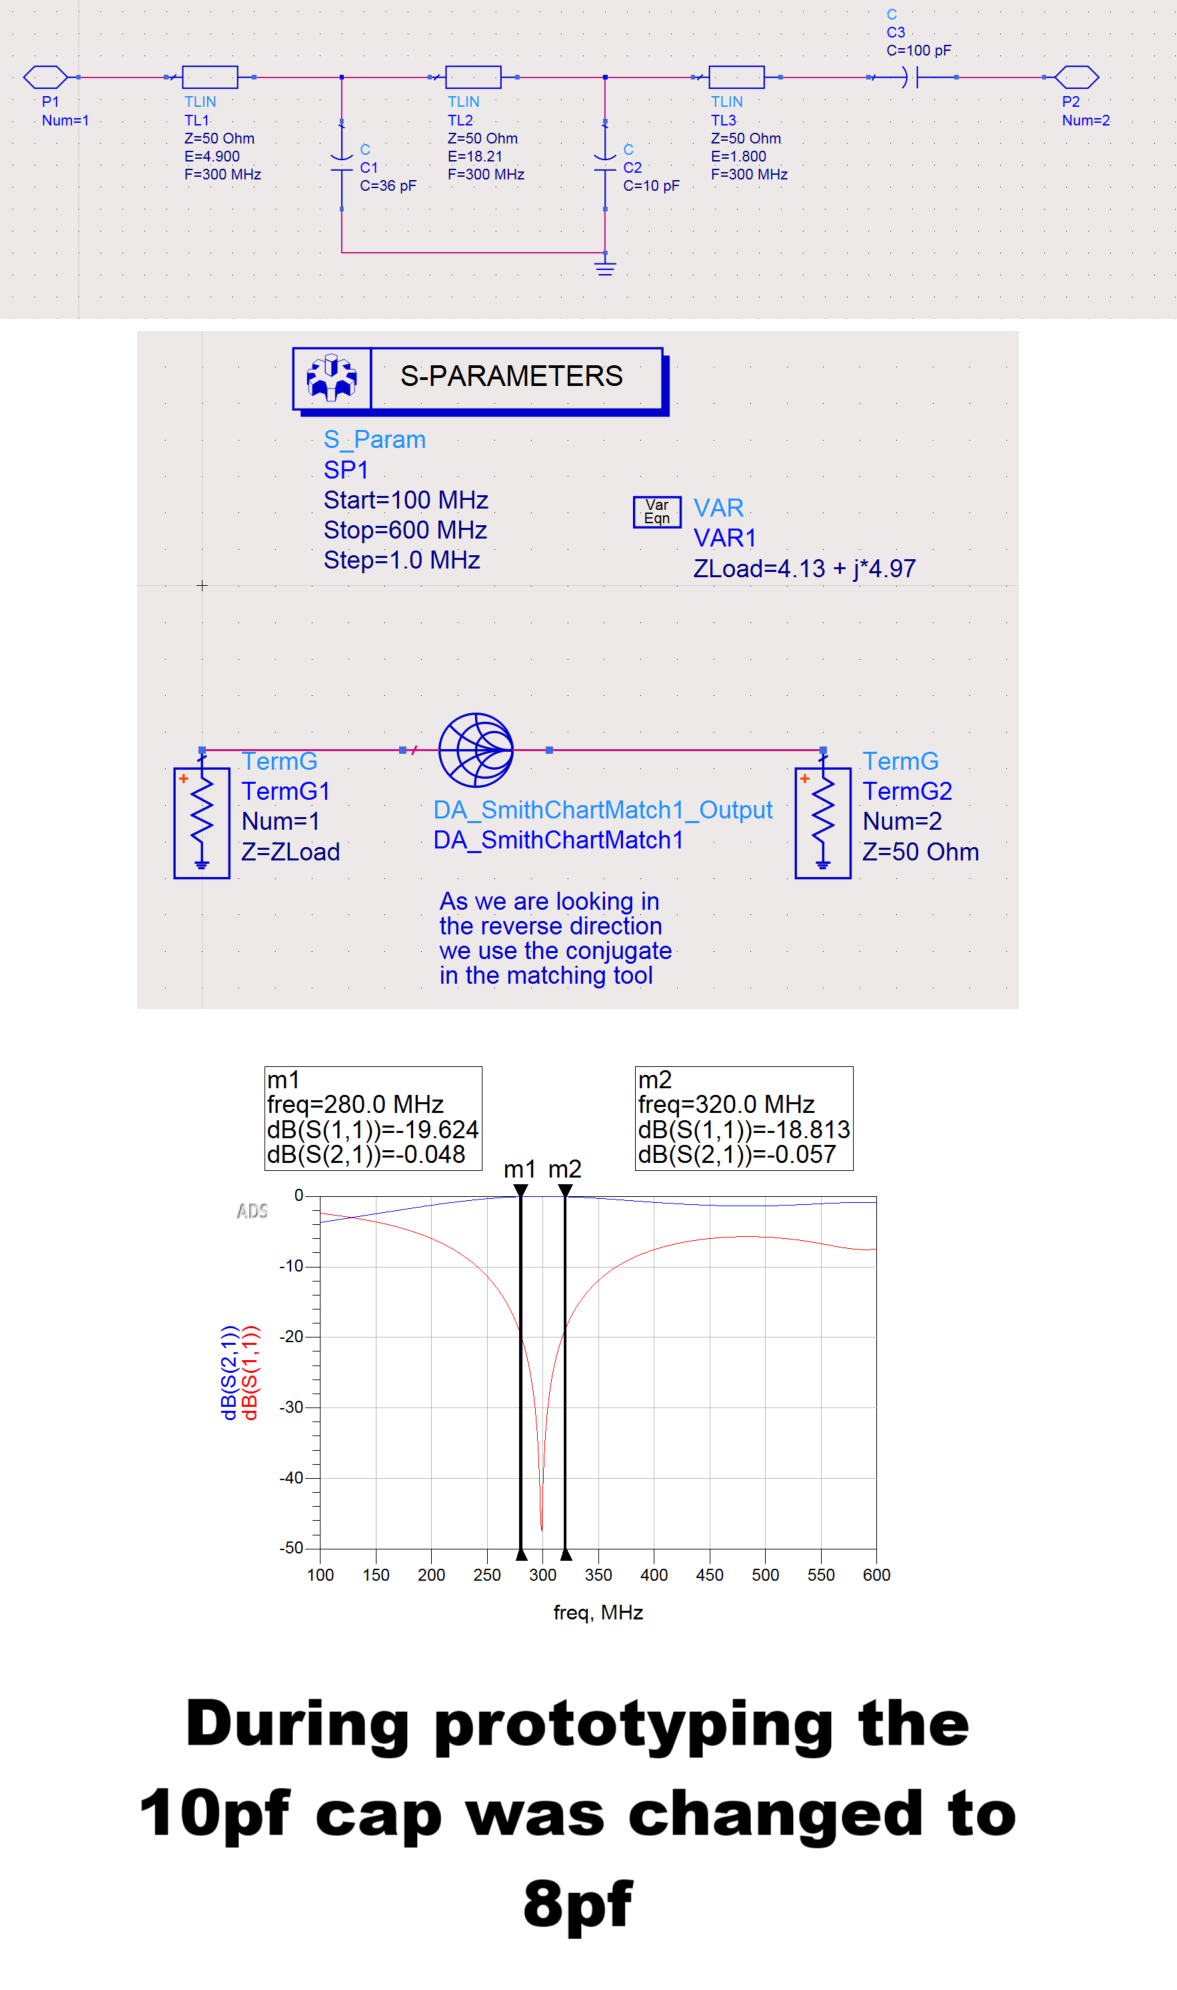 C
C3
C=100 pF
P1
Num=1
TLIN
TL1
Z=50 Ohm
E=4.900
F=300 MHz
C
C1
C=36 pF
TLIN
TL2
Z=50 Ohm
E=18.21
F=300 MHz
C
C2
C=10 pF
TLIN
TL3
Z=50 Ohm
E=1.800
F=300 MHz
P2
Num=2
S-PARAMETERS
S_Param
SP1
Start=100 MHz
Stop=600 MHz
Step=1.0 MHz
Var
Eqn
VAR
VAR1
ZLoad=4.13 + j*4.97
TermG
TermG1
Num=1
Z=ZLoad
DA_SmithChartMatch1_Output
DA_SmithChartMatch1
TermG
TermG2
Num=2
Z=50 Ohm
As we are looking in
the reverse direction
we use the conjugate
in the matching tool
m1
freq=280.0 MHz
dB(S(1,1))=-19.624
dB(S(2,1))=-0.048
m2
freq=320.0 MHz
dB(S(1,1))=-18.813
dB(S(2,1))=-0.057
m1 m2
ADS
0
-10
-20
-30
-40
-50
dB(S(2,1))
dB(S(1,1))
100 150 200 250 300 350 400 450 500 550 600
freq, MHz
During prototyping the
10pf cap was changed to
8pf